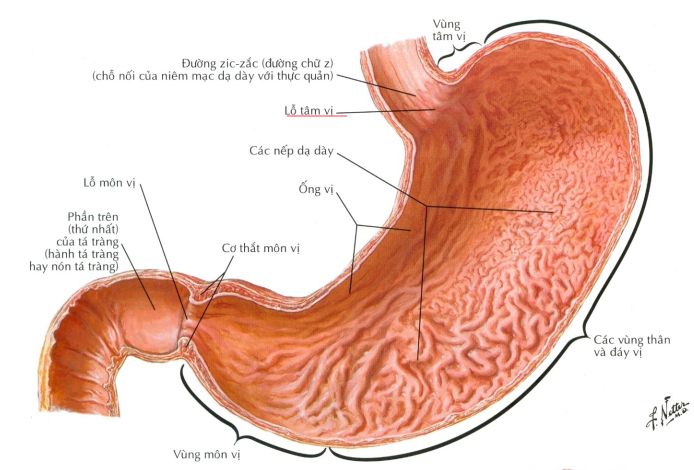 Vùng
tâm vị
Đường zic-zắc (đường chữ z)
(chỗ nối của niêm mạc dạ dày với thực quản)
Lỗ tâm vị
Các nếp dạ dày
Lỗ môn vị
Ống vị
Phần trên
(thứ nhất)
của tá tràng
(hành tá tràng
hay nón tá tràng)
Cơ thắt môn vị
Các vùng thân
và đáy vị
F. Netter
M.D.
Vùng môn vị